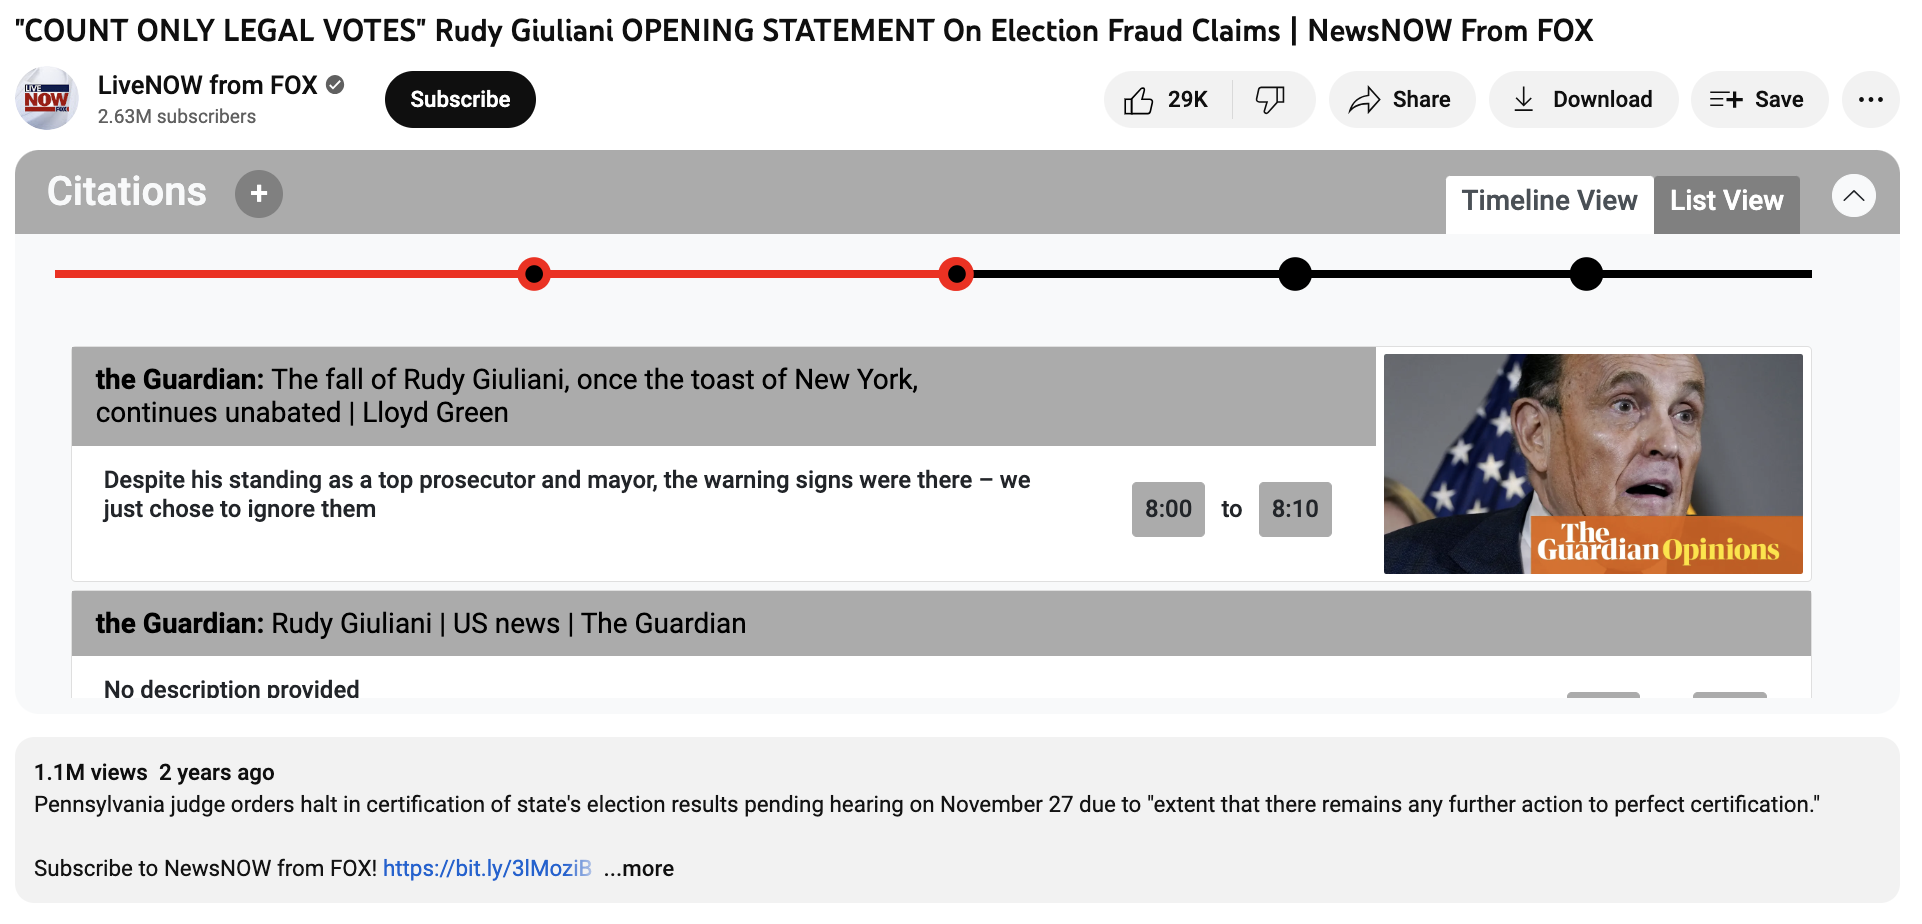 "COUNT ONLY LEGAL VOTES" Rudy Giuliani OPENING STATEMENT On Election Fraud Claims | NewsNOW From FOX
LIVE
NOW
FOX
LiveNOW from FOX
2.63M subscribers
Subscribe
29K
Share
Download
Save
Citations
+
Timeline View
List View
the Guardian: The fall of Rudy Giuliani, once the toast of New York,
continues unabated | Lloyd Green
Despite his standing as a top prosecutor and mayor, the warning signs were there – we
just chose to ignore them
8:00 to 8:10
The
Guardian Opinions
the Guardian: Rudy Giuliani | US news | The Guardian
No description provided
1.1M views 2 years ago
Pennsylvania judge orders halt in certification of state's election results pending hearing on November 27 due to "extent that there remains any further action to perfect certification."
Subscribe to NewsNOW from FOX! https://bit.ly/3lMoziB ...more